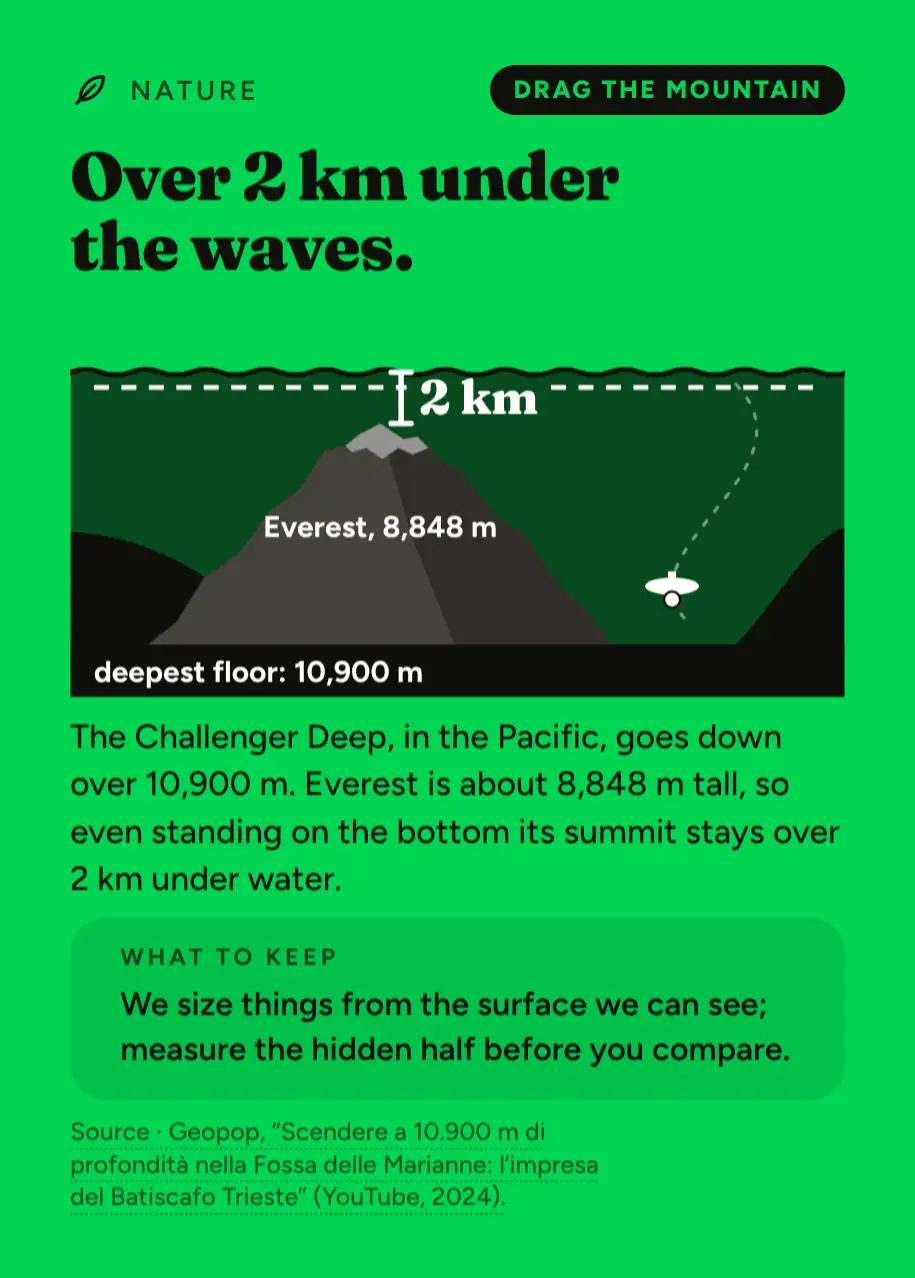 NATURE
DRAG THE MOUNTAIN
Over 2 km under
the waves.
2 km
Everest, 8,848 m
deepest floor: 10,900 m
The Challenger Deep, in the Pacific, goes down
over 10,900 m. Everest is about 8,848 m tall, so
even standing on the bottom its summit stays over
2 km under water.
WHAT TO KEEP
We size things from the surface we can see;
measure the hidden half before you compare.
Source · Geopop, “Scendere a 10.900 m di
profondità nella Fossa delle Marianne: l’impresa
del Batiscafo Trieste” (YouTube, 2024).